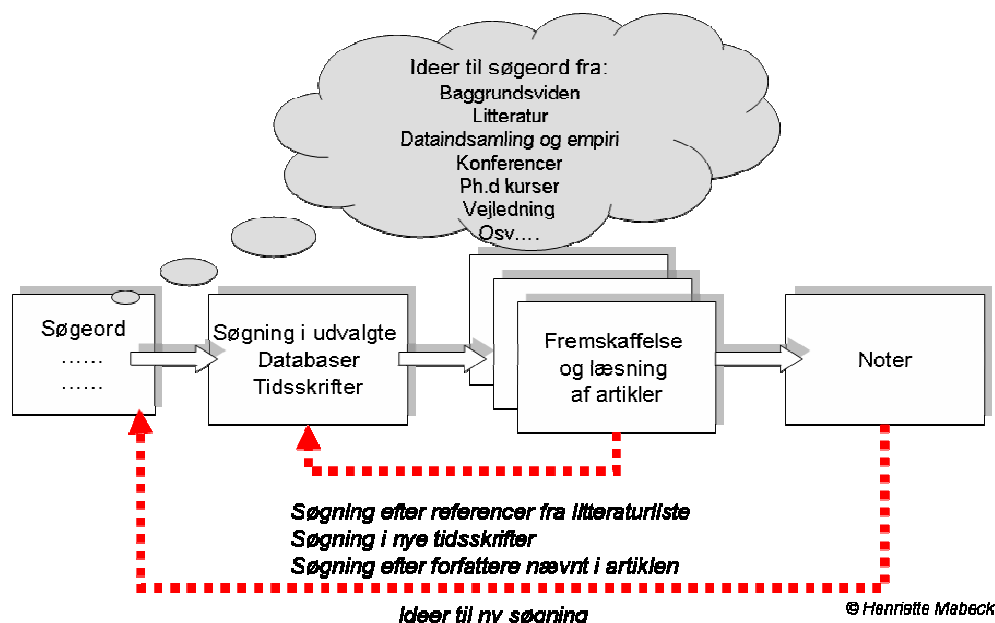 Ideer til søgeord fra:
Baggrundsviden
Litteratur
Dataindsamling og empiri
Konferencer
Ph.d kurser
Vejledning
Osv....
Søgeord
......
......
Søgning i udvalgte
Databaser
Tidsskrifter
Fremskaffelse
og læsning
af artikler
Noter
Søgning efter referencer fra litteraturliste
Søgning i nye tidsskrifter
Søgning efter forfattere nævnt i artiklen
Ideer til ny søgning
© Henriette Mabeck